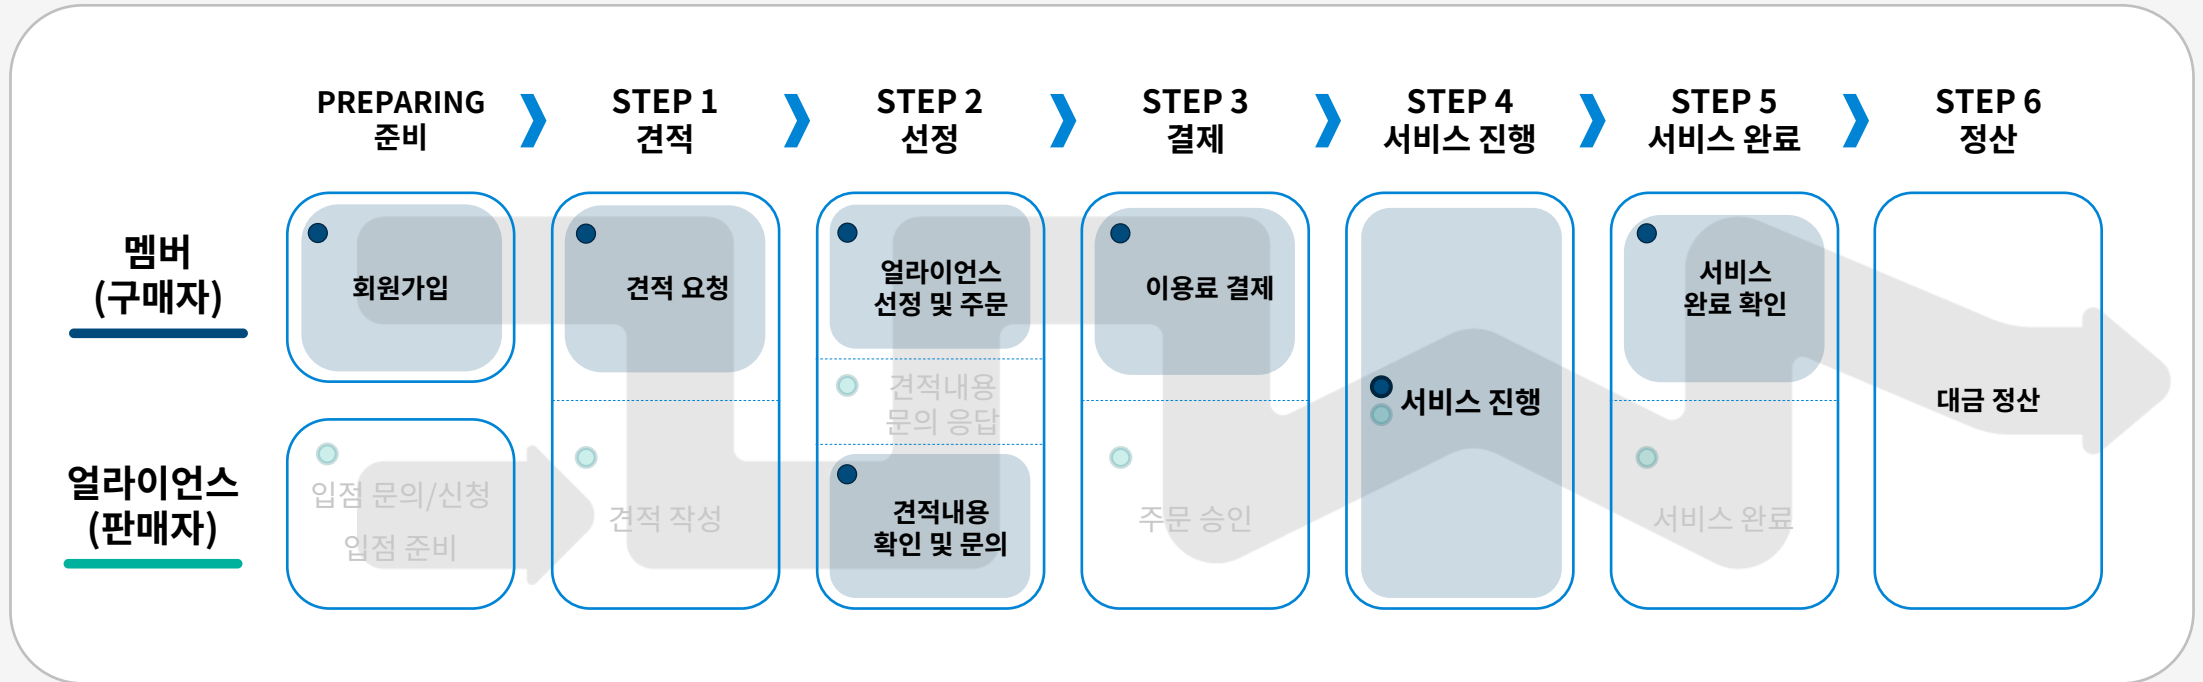 PREPARING
준비
STEP 1
견적
STEP 2
선정
STEP 3
결제
STEP 4
서비스 진행
STEP 5
서비스 완료
STEP 6
정산
멤버
(구매자)
회원가입
견적 요청
얼라이언스
선정 및 주문
이용료 결제
서비스
완료 확인
견적내용
문의 응답
서비스 진행
대금 정산
얼라이언스
(판매자)
입점 문의/신청
입점 준비
견적 작성
견적내용
확인 및 문의
주문 승인
서비스 완료